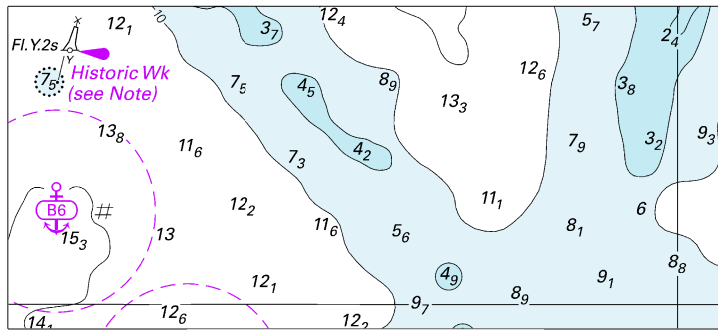 12₁ 10 3₇ 12₄ 5₇ 2₄
X
Fl.Y.2s
Y
7₅ Historic Wk
(see Note)
7₅ 4₅ 8₉ 12₆ 3₈
13₃
13₈ 11₆ 7₃ 4₂ 7₉ 3₂ 9₃
B6 #
12₂ 11₁ 6
15₃ 13 11₆ 5₆ 8₁
12₁ 4₉ 9₁ 8₈
12₆ 9₇ 8₉
14₁ 12₂